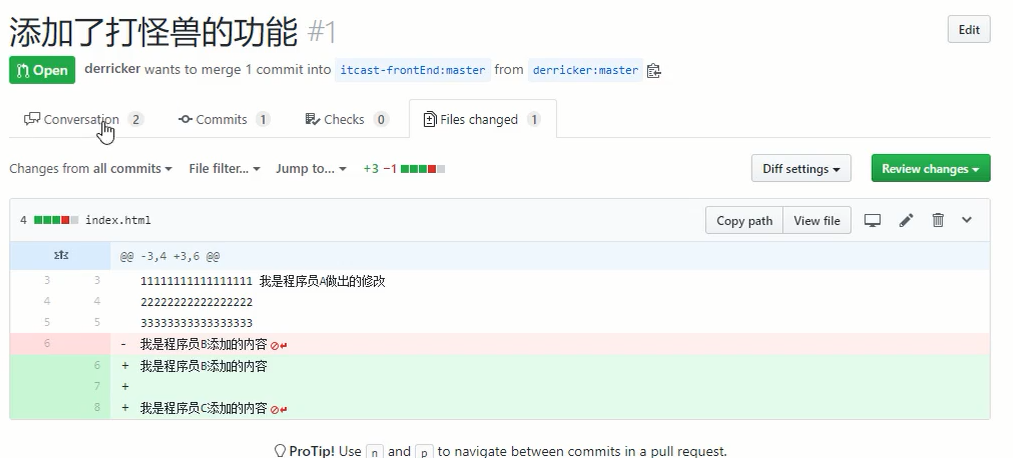 添加了打怪兽的功能 #1
Edit
Open derricker wants to merge 1 commit into itcast-frontEnd:master from derricker:master
Conversation 2 Commits 1 Checks 0 Files changed 1
Changes from all commits File filter... Jump to... +3 −1 Diff settings Review changes
4 index.html Copy path View file
@@ -3,4 +3,6 @@
3 3 11111111111111111 我是程序员A做出的修改
4 4 22222222222222222
5 5 33333333333333333
6 - 我是程序员B添加的内容
6 + 我是程序员B添加的内容
7 +
8 + 我是程序员C添加的内容
ProTip! Use n and p to navigate between commits in a pull request.